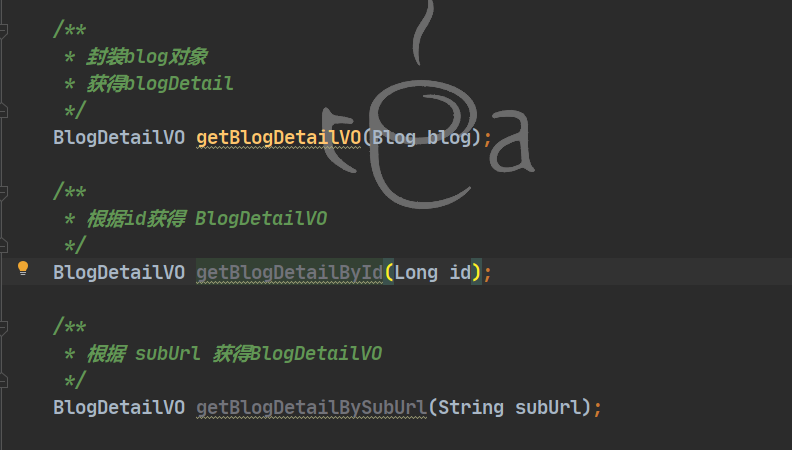 /**
* 封装blog对象
* 获得blogDetail
*/
BlogDetailVO getBlogDetailVO(Blog blog);
/**
* 根据id获得 BlogDetailVO
*/
BlogDetailVO getBlogDetailById(Long id);
/**
* 根据 subUrl 获得BlogDetailVO
*/
BlogDetailVO getBlogDetailBySubUrl(String subUrl);